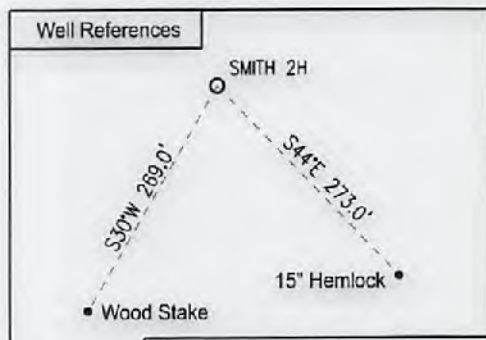 Well References
SMITH 2H
S30°W 269.0'
S44°E 273.0'
15" Hemlock
Wood Stake